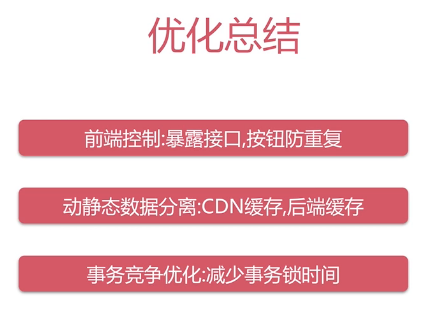 优化总结
前端控制:暴露接口,按钮防重复
动静态数据分离:CDN缓存,后端缓存
事务竞争优化:减少事务锁时间